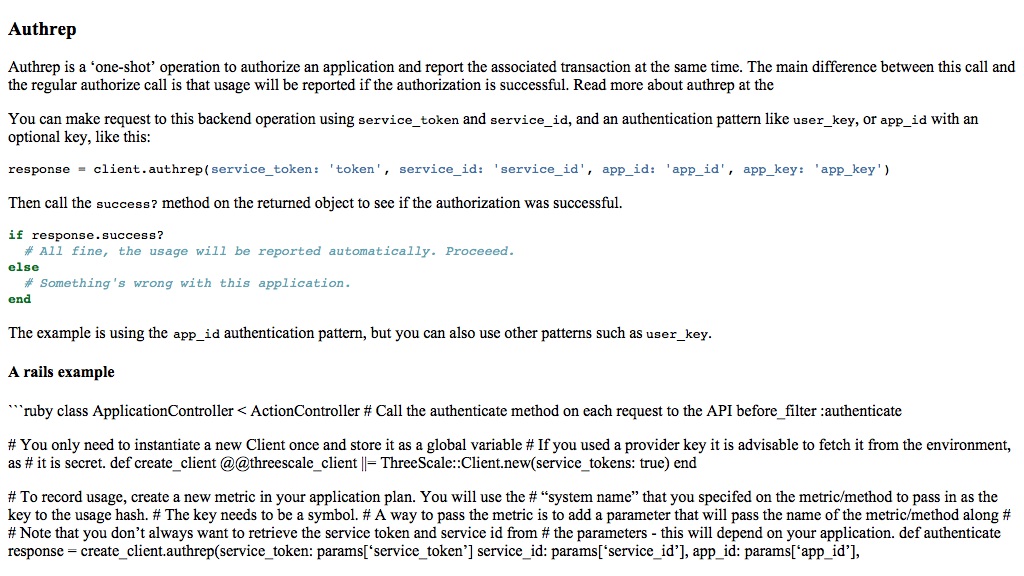 Authrep
Authrep is a ‘one-shot’ operation to authorize an application and report the associated transaction at the same time. The main difference between this call and
the regular authorize call is that usage will be reported if the authorization is successful. Read more about authrep at the
You can make request to this backend operation using service_token and service_id, and an authentication pattern like user_key, or app_id with an
optional key, like this:
response = client.authrep(service_token: 'token', service_id: 'service_id', app_id: 'app_id', app_key: 'app_key')
Then call the success? method on the returned object to see if the authorization was successful.
if response.success?
  # All fine, the usage will be reported automatically. Proceeed.
else
  # Something's wrong with this application.
end
The example is using the app_id authentication pattern, but you can also use other patterns such as user_key.
A rails example
```ruby class ApplicationController < ActionController # Call the authenticate method on each request to the API before_filter :authenticate
# You only need to instantiate a new Client once and store it as a global variable # If you used a provider key it is advisable to fetch it from the environment,
as # it is secret. def create_client @@threescale_client ||= ThreeScale::Client.new(service_tokens: true) end
# To record usage, create a new metric in your application plan. You will use the # “system name” that you specifed on the metric/method to pass in as the
key to the usage hash. # The key needs to be a symbol. # A way to pass the metric is to add a parameter that will pass the name of the metric/method along #
# Note that you don’t always want to retrieve the service token and service id from # the parameters - this will depend on your application. def authenticate
response = create_client.authrep(service_token: params[‘service_token’] service_id: params[‘service_id’], app_id: params[‘app_id’],